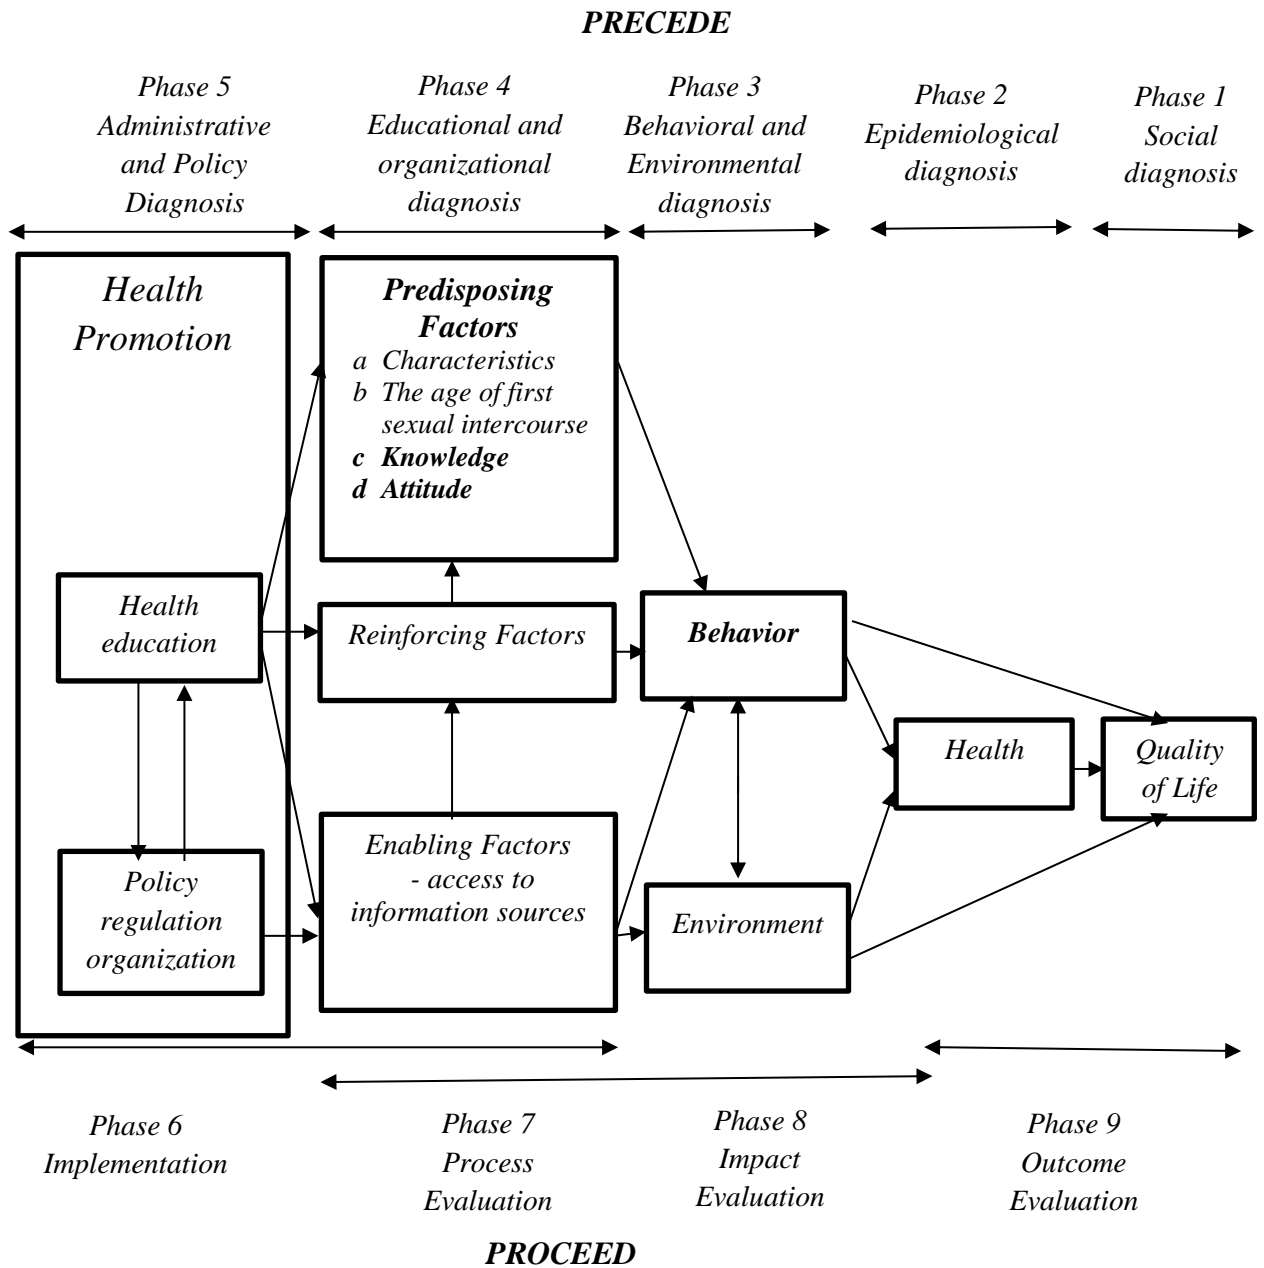 PRECEDE
Phase 5
Administrative
and Policy
Diagnosis
Phase 4
Educational and
organizational
diagnosis
Phase 3
Behavioral and
Environmental
diagnosis
Phase 2
Epidemiological
diagnosis
Phase 1
Social
diagnosis
Health
Promotion
Predisposing
Factors
a Characteristics
b The age of first
sexual intercourse
c Knowledge
d Attitude
Health
education
Reinforcing Factors
Behavior
Health
Quality
of Life
Policy
regulation
organization
Enabling Factors
- access to
information sources
Environment
Phase 6
Implementation
Phase 7
Process
Evaluation
Phase 8
Impact
Evaluation
Phase 9
Outcome
Evaluation
PROCEED